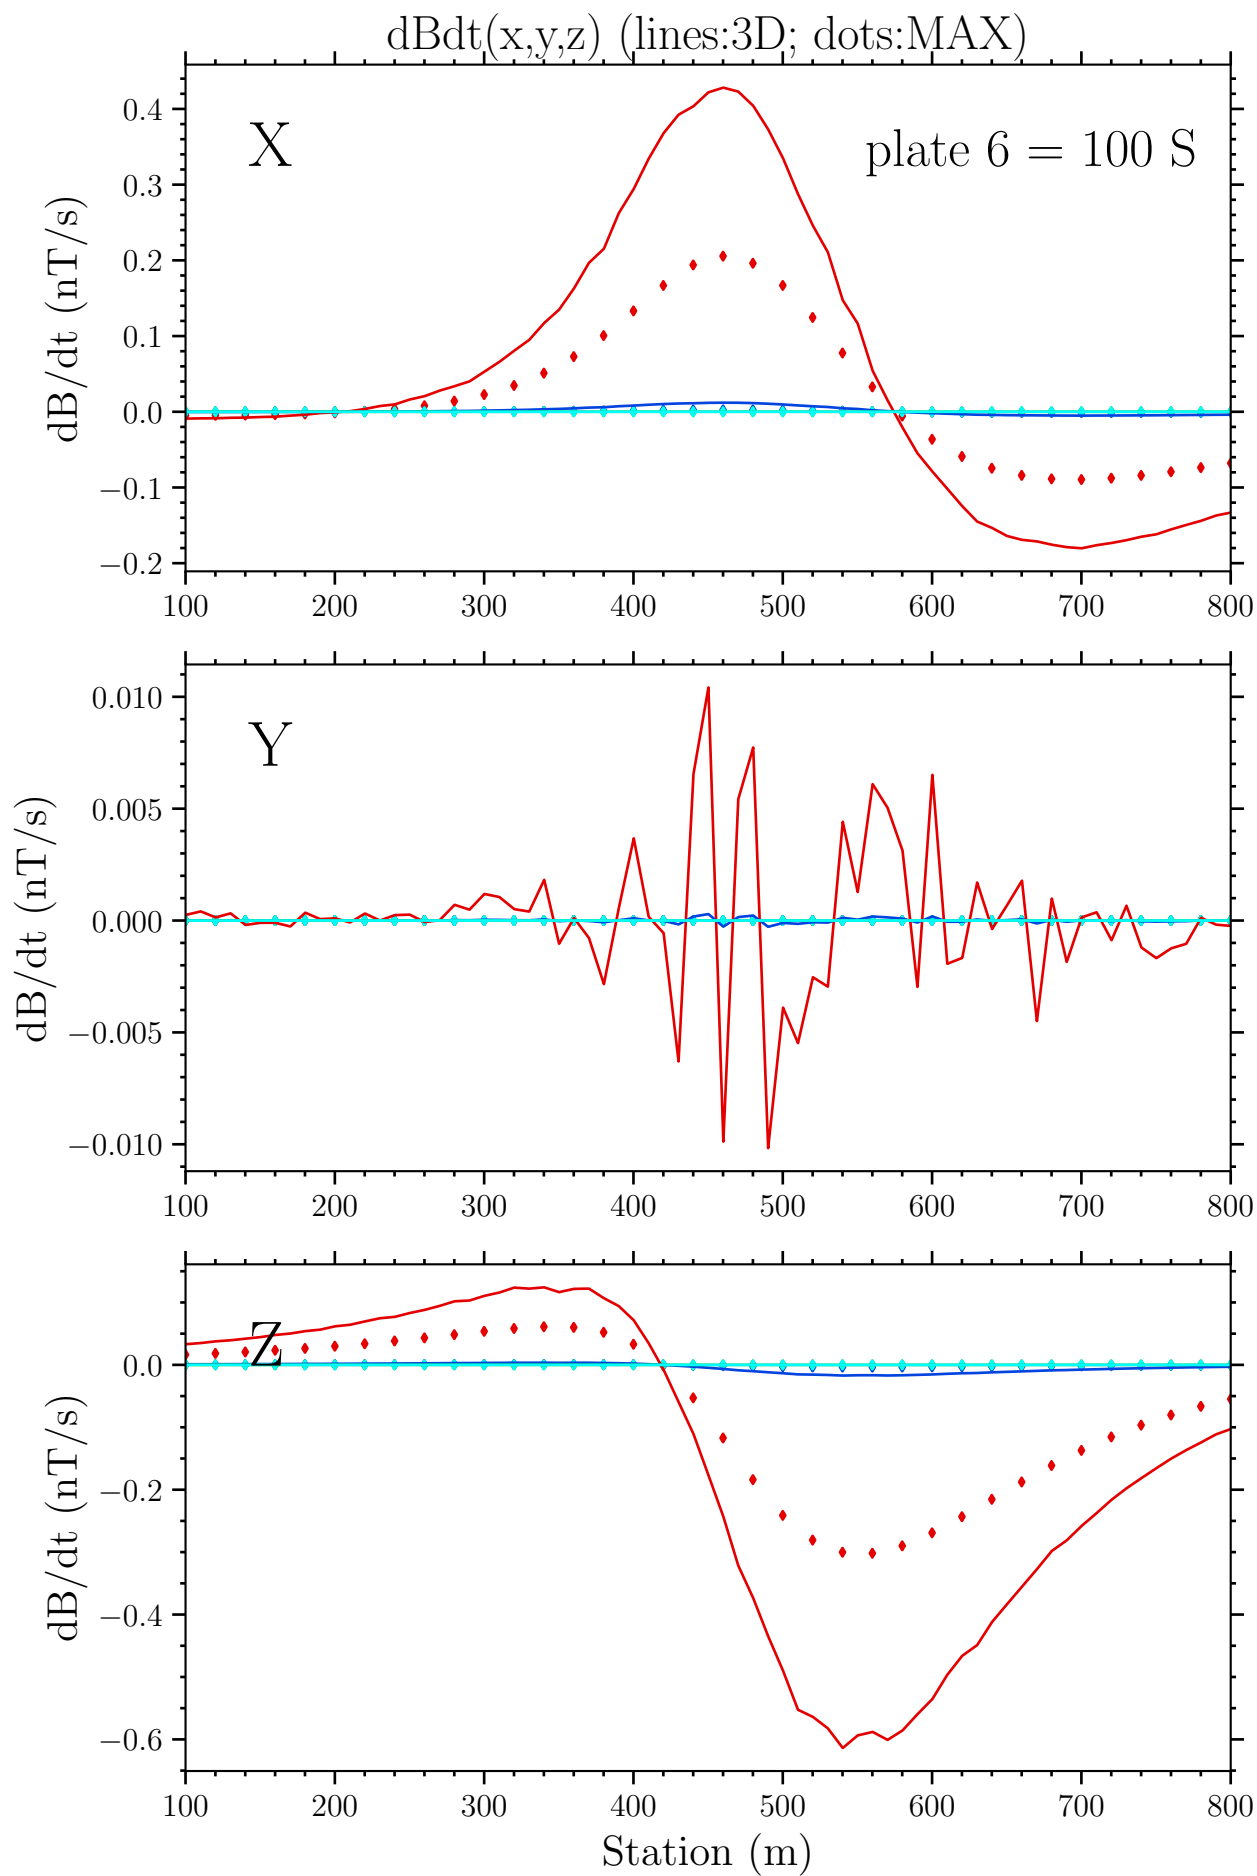 dBdt(x,y,z) (lines:3D; dots:MAX)
X
plate 6 = 100 S
dB/dt (nT/s)
0.4
0.3
0.2
0.1
0.0
−0.1
−0.2
100 200 300 400 500 600 700 800
Y
dB/dt (nT/s)
0.010
0.005
0.000
−0.005
−0.010
100 200 300 400 500 600 700 800
Z
dB/dt (nT/s)
0.0
−0.2
−0.4
−0.6
100 200 300 400 500 600 700 800
Station (m)